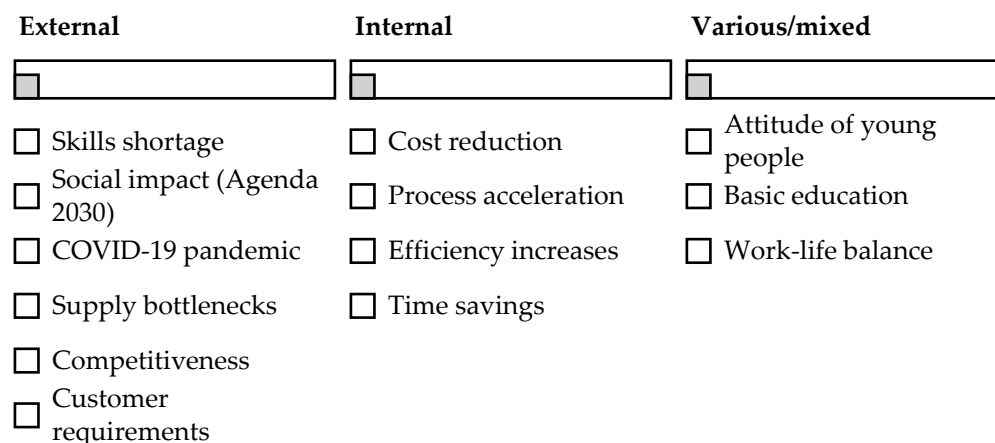 External
Internal
Various/mixed
Skills shortage
Social impact (Agenda
2030)
COVID-19 pandemic
Supply bottlenecks
Competitiveness
Customer
requirements
Cost reduction
Process acceleration
Efficiency increases
Time savings
Attitude of young
people
Basic education
Work-life balance